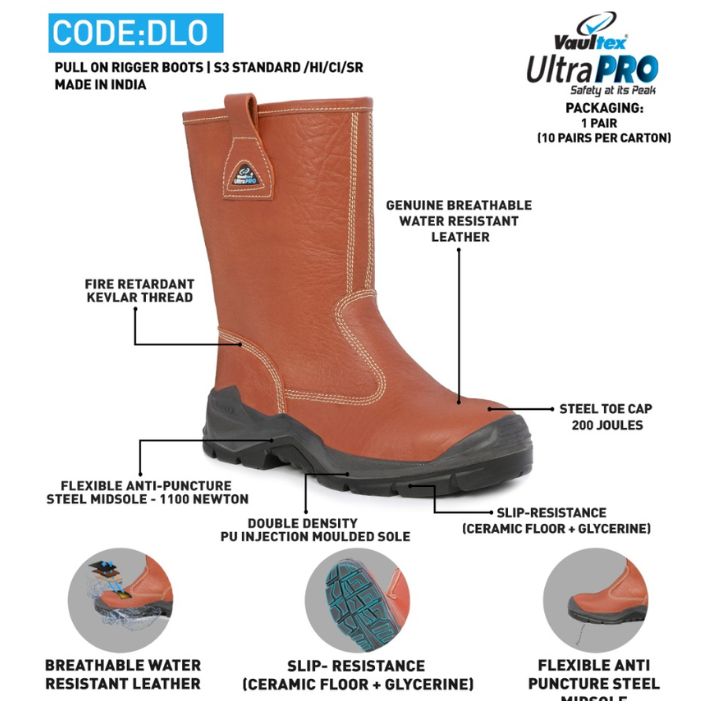 CODE:DLO
PULL ON RIGGER BOOTS | S3 STANDARD /HI/CI/SR
MADE IN INDIA
Vaultex®
UltraPRO
Safety at its Peak
PACKAGING:
1 PAIR
(10 PAIRS PER CARTON)
Vaultex
UltraPRO
GENUINE BREATHABLE
WATER RESISTANT
LEATHER
FIRE RETARDANT
KEVLAR THREAD
STEEL TOE CAP
200 JOULES
FLEXIBLE ANTI-PUNCTURE
STEEL MIDSOLE - 1100 NEWTON
DOUBLE DENSITY
PU INJECTION MOULDED SOLE
SLIP-RESISTANCE
(CERAMIC FLOOR + GLYCERINE)
BREATHABLE WATER
RESISTANT LEATHER
SLIP- RESISTANCE
(CERAMIC FLOOR + GLYCERINE)
FLEXIBLE ANTI
PUNCTURE STEEL
MIDSOLE